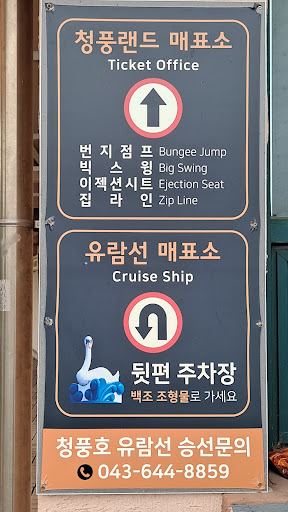 청풍랜드 매표소
Ticket Office
번지점프 Bungee Jump
빅스윙 Big Swing
이젝션시트 Ejection Seat
집라인 Zip Line
유람선 매표소
Cruise Ship
뒷편 주차장
백조 조형물로 가세요
청풍호 유람선 승선문의
043-644-8859